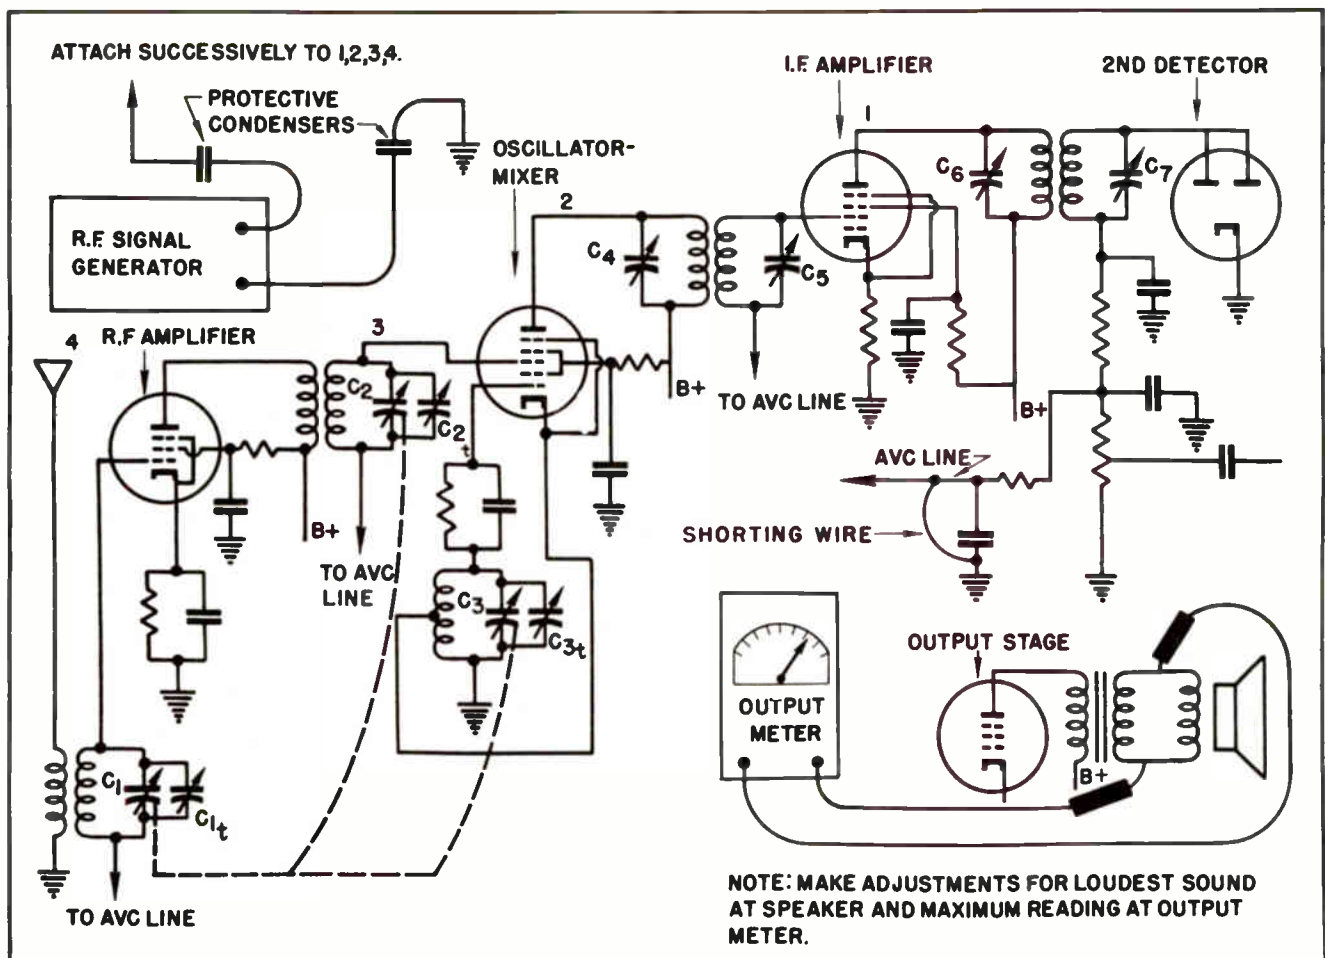 ATTACH SUCCESSIVELY TO 1,2,3,4.
PROTECTIVE
CONDENSERS
R.F. SIGNAL
GENERATOR
OSCILLATOR-
MIXER
I.F. AMPLIFIER
2ND DETECTOR
1
2
3
4
R.F AMPLIFIER
C6
C7
C4
C5
C2
C2t
B+
TO AVC LINE
B+
B+
TO AVC
LINE
AVC LINE
SHORTING WIRE
C3
C3t
C1
C1t
TO AVC LINE
OUTPUT
METER
OUTPUT STAGE
B+
NOTE: MAKE ADJUSTMENTS FOR LOUDEST SOUND
AT SPEAKER AND MAXIMUM READING AT OUTPUT
METER.